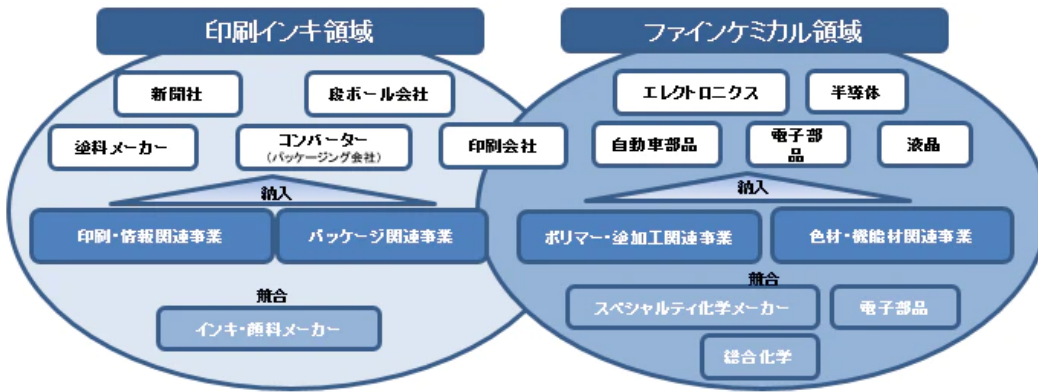 印刷インキ領域
新聞社
段ボール会社
塗料メーカー
コンバーター
(パッケージング会社)
印刷会社
納入
印刷・情報関連事業
パッケージ関連事業
競合
インキ・顔料メーカー
ファインケミカル領域
エレクトロニクス
半導体
自動車部品
電子部
品
液晶
納入
ポリマー・塗加工関連事業
色材・機能材関連事業
競合
スペシャルティ化学メーカー
電子部品
総合化学